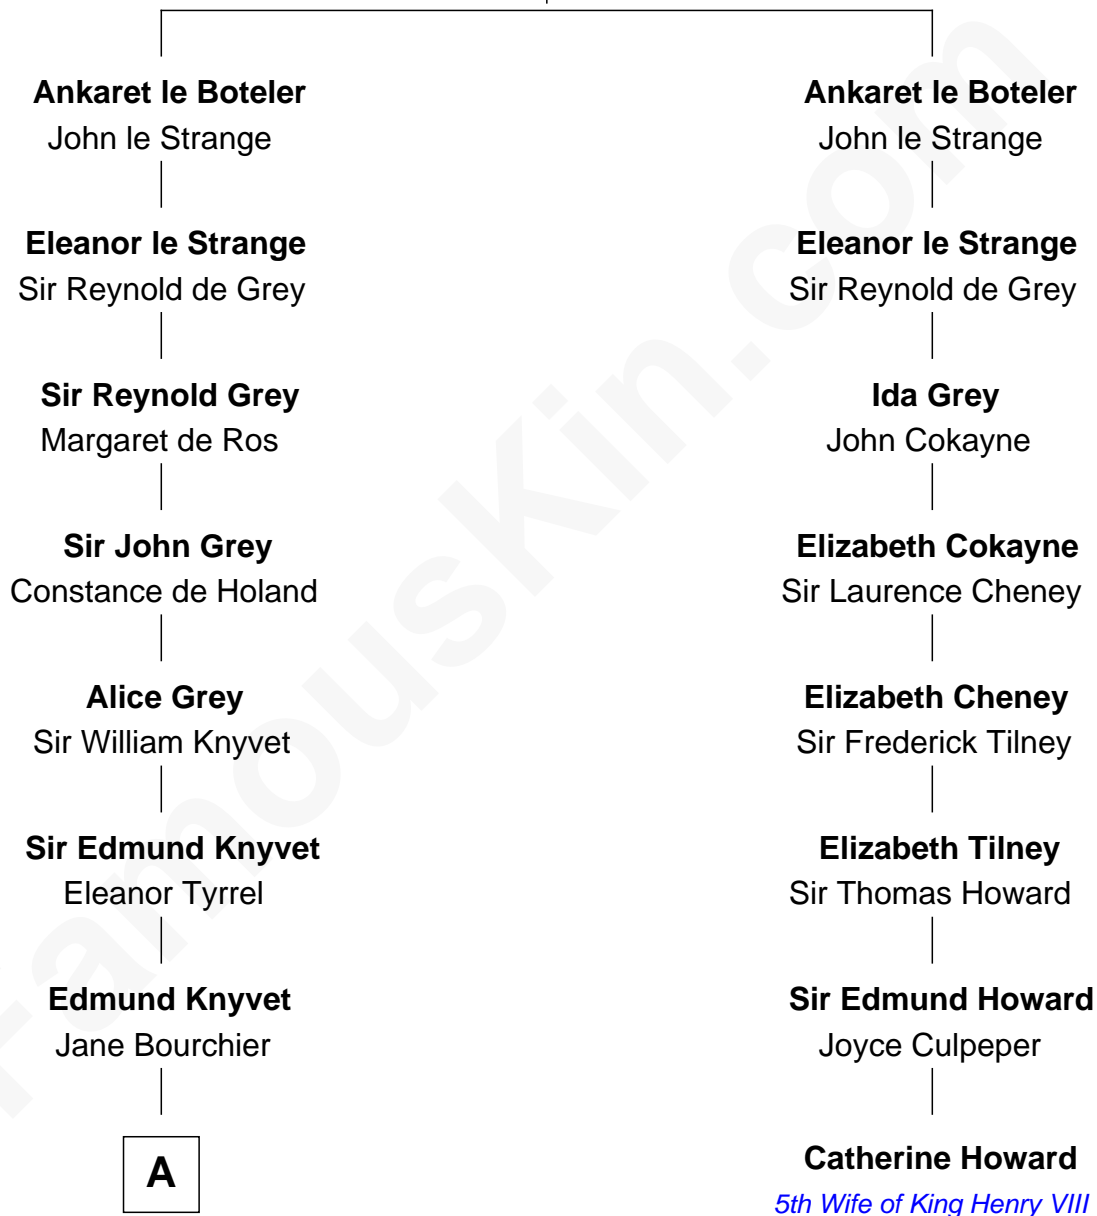 Ankaret le Boteler
John le Strange
Eleanor le Strange
Sir Reynold de Grey
Sir Reynold Grey
Margaret de Ros
Sir John Grey
Constance de Holand
Alice Grey
Sir William Knyvet
Sir Edmund Knyvet
Eleanor Tyrrel
Edmund Knyvet
Jane Bourchier
A
Ankaret le Boteler
John le Strange
Eleanor le Strange
Sir Reynold de Grey
Ida Grey
John Cokayne
Elizabeth Cokayne
Sir Laurence Cheney
Elizabeth Cheney
Sir Frederick Tilney
Elizabeth Tilney
Sir Thomas Howard
Sir Edmund Howard
Joyce Culpeper
Catherine Howard
5th Wife of King Henry VIII
FamousKin.com